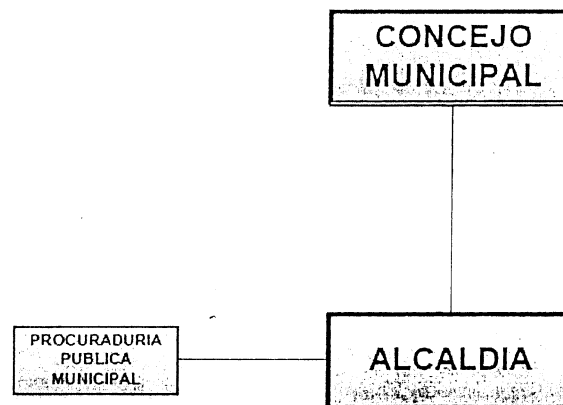 CONCEJO
MUNICIPAL
PROCURADURIA
PUBLICA
MUNICIPAL
ALCALDIA